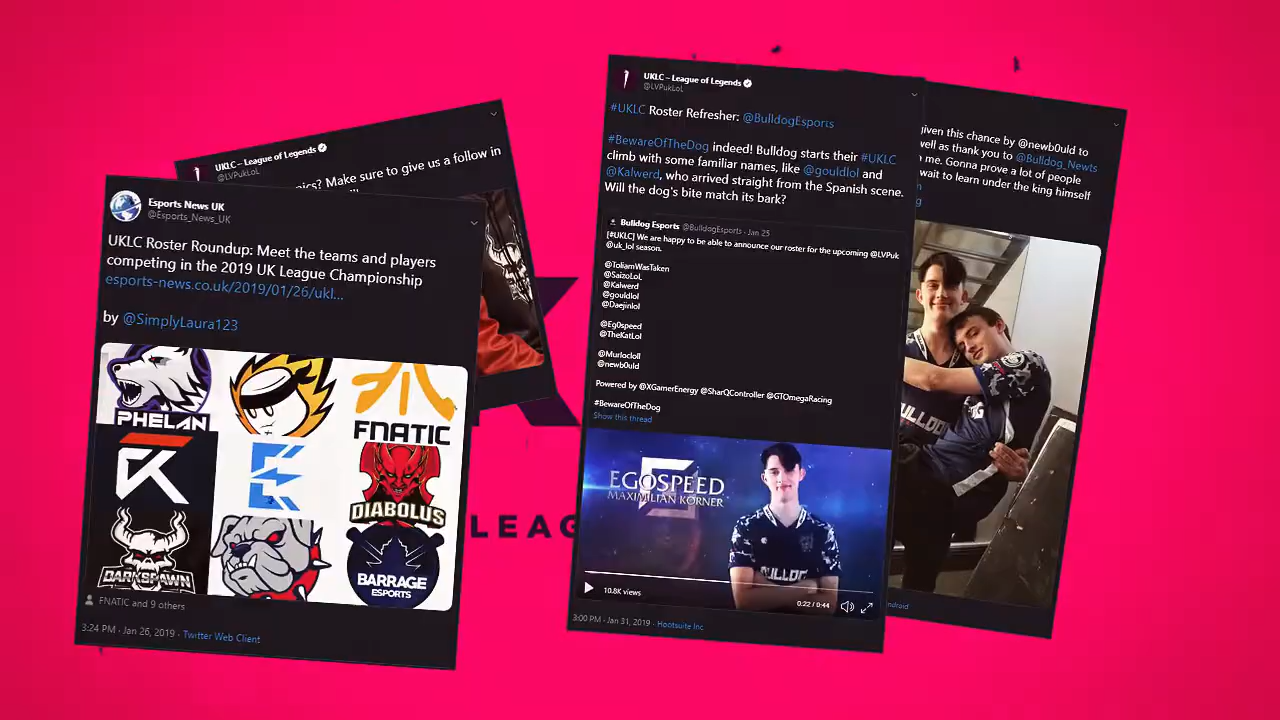 UKLC – League of Legends
@LVPukLoL
pics? Make sure to give us a follow in
Esports News UK
@Esports_News_UK
UKLC Roster Roundup: Meet the teams and players
competing in the 2019 UK League Championship
esports-news.co.uk/2019/01/26/ukl...
by @SimplyLaura123
PHELAN
FNATIC
DIABOLUS
DARKSPAWN
BARRAGE
ESPORTS
FNATIC and 9 others
3:24 PM · Jan 26, 2019 · Twitter Web Client
LEAG
UKLC – League of Legends
@LVPukLoL
#UKLC Roster Refresher: @BulldogEsports
#BewareOfTheDog indeed! Bulldog starts their #UKLC
climb with some familiar names, like @gouldlol and
@Kalwerd, who arrived straight from the Spanish scene.
Will the dog's bite match its bark?
Bulldog Esports @BulldogEsports · Jan 25
[#UKLC] We are happy to be able to announce our roster for the upcoming @LVPuk
@uk_lol season.
@ToliamWasTaken
@SaizoLoL
@Kalwerd
@gouldlol
@Daejinlol
@Eg0speed
@TheKatLol
@Murlocloll
@newb0uld
Powered by @XGamerEnergy @SharQController @GTOmegaRacing
#BewareOfTheDog
Show this thread
EGOSPEED
MAXIMILIAN KORNER
BULLDOG
10.8K views
0:22 / 0:44
3:00 PM · Jan 31, 2019 · Hootsuite Inc.
given this chance by @newb0uld to
well as thank you to @Bulldog_Newts
me. Gonna prove a lot of people
wait to learn under the king himself
BULLDOG
ndroid